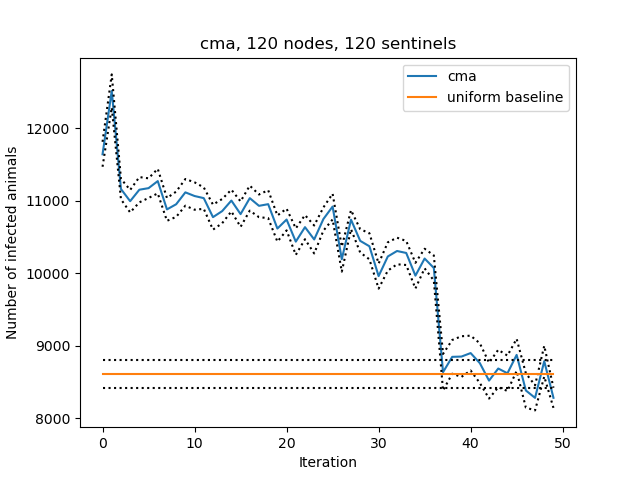 cma, 120 nodes, 120 sentinels
cma
uniform baseline
Number of infected animals
12000
11000
10000
9000
8000
0 10 20 30 40 50
Iteration